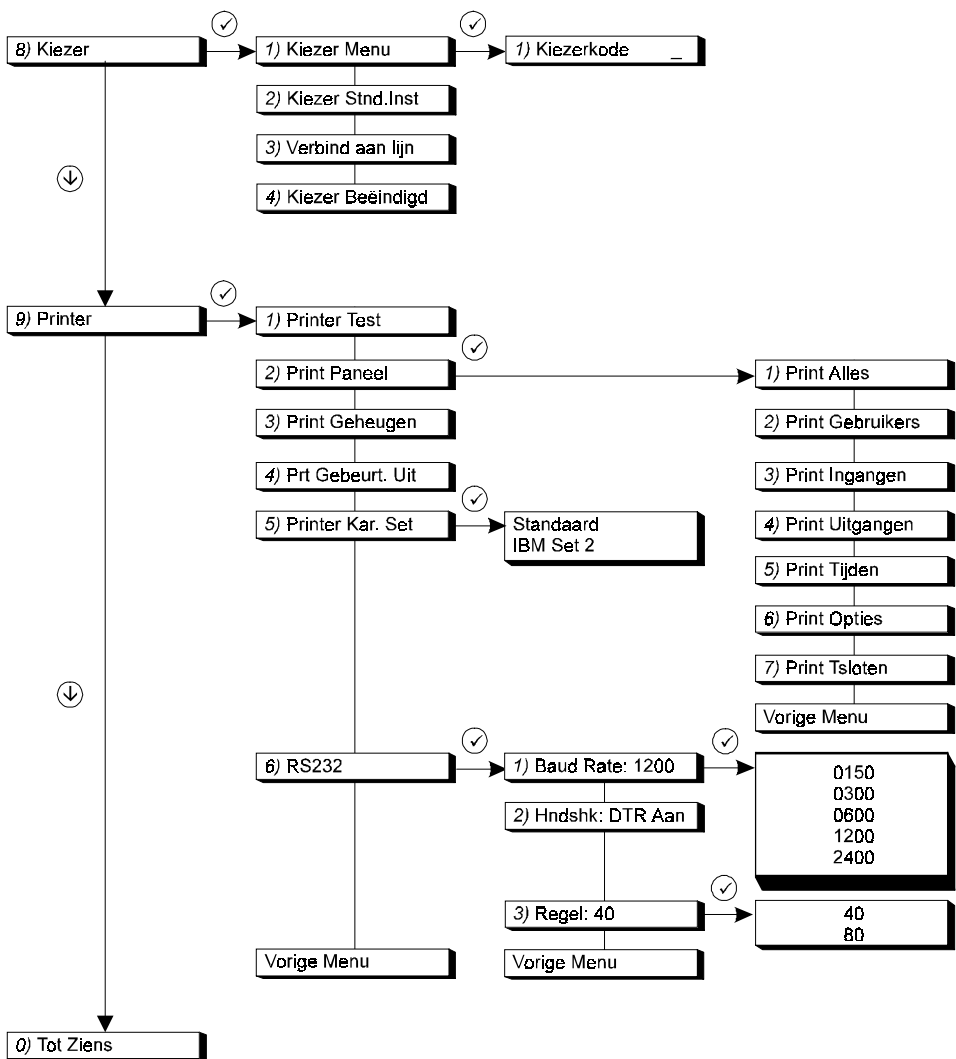 8) Kiezer
1) Kiezer Menu
1) Kiezerkode _
2) Kiezer Stnd.Inst
3) Verbind aan lijn
4) Kiezer Beëindigd
9) Printer
1) Printer Test
2) Print Paneel
1) Print Alles
3) Print Geheugen
2) Print Gebruikers
4) Prt Gebeurt. Uit
3) Print Ingangen
5) Printer Kar. Set
Standaard
IBM Set 2
4) Print Uitgangen
5) Print Tijden
6) Print Opties
7) Print Tsloten
Vorige Menu
6) RS232
1) Baud Rate: 1200
0150
0300
0600
1200
2400
2) Hndshk: DTR Aan
3) Regel: 40
40
80
Vorige Menu
Vorige Menu
0) Tot Ziens